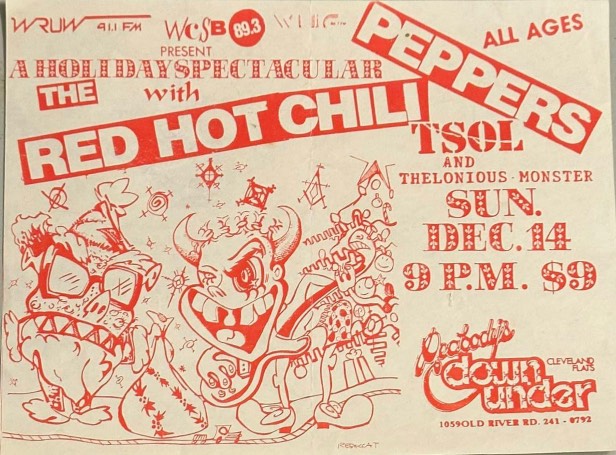 WRUW 91.1 FM WCSB 89.3
PRESENT
A HOLIDAY SPECTACULAR
with
THE
RED HOT CHILI
PEPPERS
ALL AGES
TSOL
AND
THELONIOUS · MONSTER
SUN.
DEC. 14
9 P.M. $9
Peabody's
down
under
CLEVELAND
FLATS
1059 OLD RIVER RD. 241 - 0792